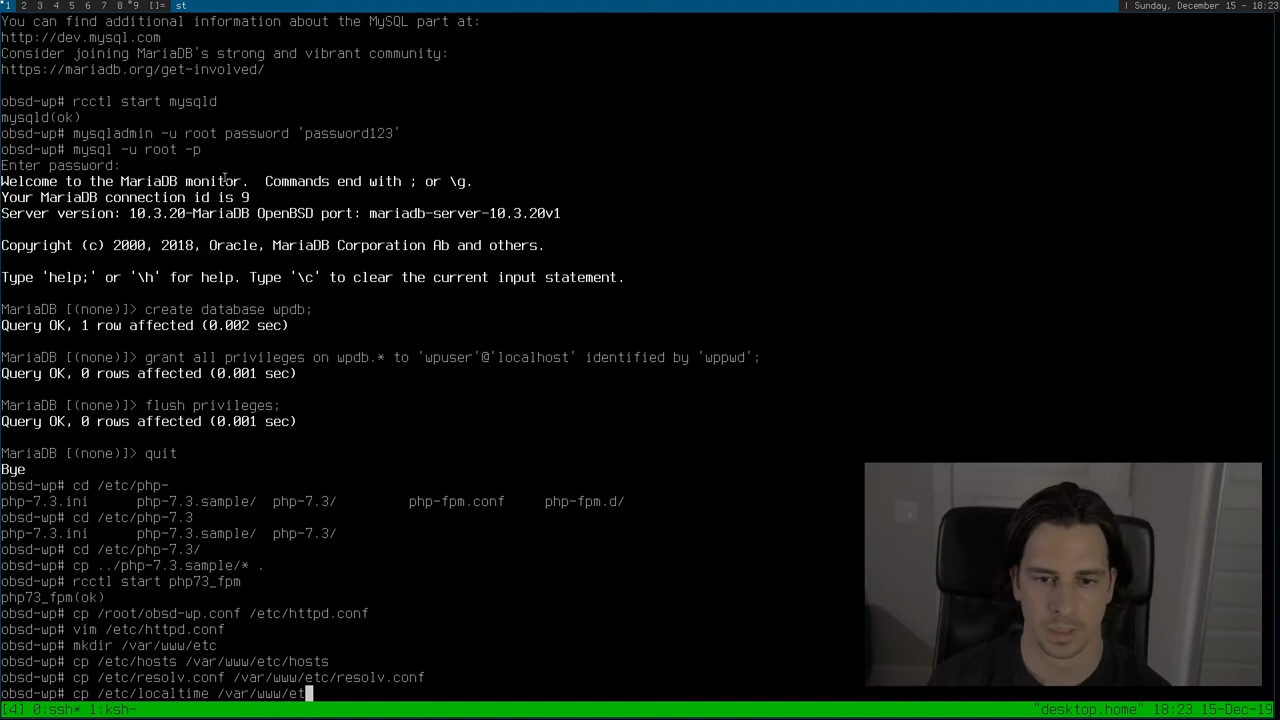 1 2 3 4 5 6 7 8 9 []= st | Sunday, December 15 - 18:23
You can find additional information about the MySQL part at:
http://dev.mysql.com
Consider joining MariaDB's strong and vibrant community:
https://mariadb.org/get-involved/
obsd-wp# rcctl start mysqld
mysqld(ok)
obsd-wp# mysqladmin -u root password 'password123'
obsd-wp# mysql -u root -p
Enter password:
Welcome to the MariaDB monitor.  Commands end with ; or \g.
Your MariaDB connection id is 9
Server version: 10.3.20-MariaDB OpenBSD port: mariadb-server-10.3.20v1
Copyright (c) 2000, 2018, Oracle, MariaDB Corporation Ab and others.
Type 'help;' or '\h' for help. Type '\c' to clear the current input statement.
MariaDB [(none)]> create database wpdb;
Query OK, 1 row affected (0.002 sec)
MariaDB [(none)]> grant all privileges on wpdb.* to 'wpuser'@'localhost' identified by 'wppwd';
Query OK, 0 rows affected (0.001 sec)
MariaDB [(none)]> flush privileges;
Query OK, 0 rows affected (0.001 sec)
MariaDB [(none)]> quit
Bye
obsd-wp# cd /etc/php-
php-7.3.ini      php-7.3.sample/  php-7.3/         php-fpm.conf     php-fpm.d/
obsd-wp# cd /etc/php-7.3
php-7.3.ini      php-7.3.sample/  php-7.3/
obsd-wp# cd /etc/php-7.3/
obsd-wp# cp ../php-7.3.sample/* .
obsd-wp# rcctl start php73_fpm
php73_fpm(ok)
obsd-wp# cp /root/obsd-wp.conf /etc/httpd.conf
obsd-wp# vim /etc/httpd.conf
obsd-wp# mkdir /var/www/etc
obsd-wp# cp /etc/hosts /var/www/etc/hosts
obsd-wp# cp /etc/resolv.conf /var/www/etc/resolv.conf
obsd-wp# cp /etc/localtime /var/www/et
[4] 0:ssh* 1:ksh- "desktop.home" 18:23 15-Dec-19